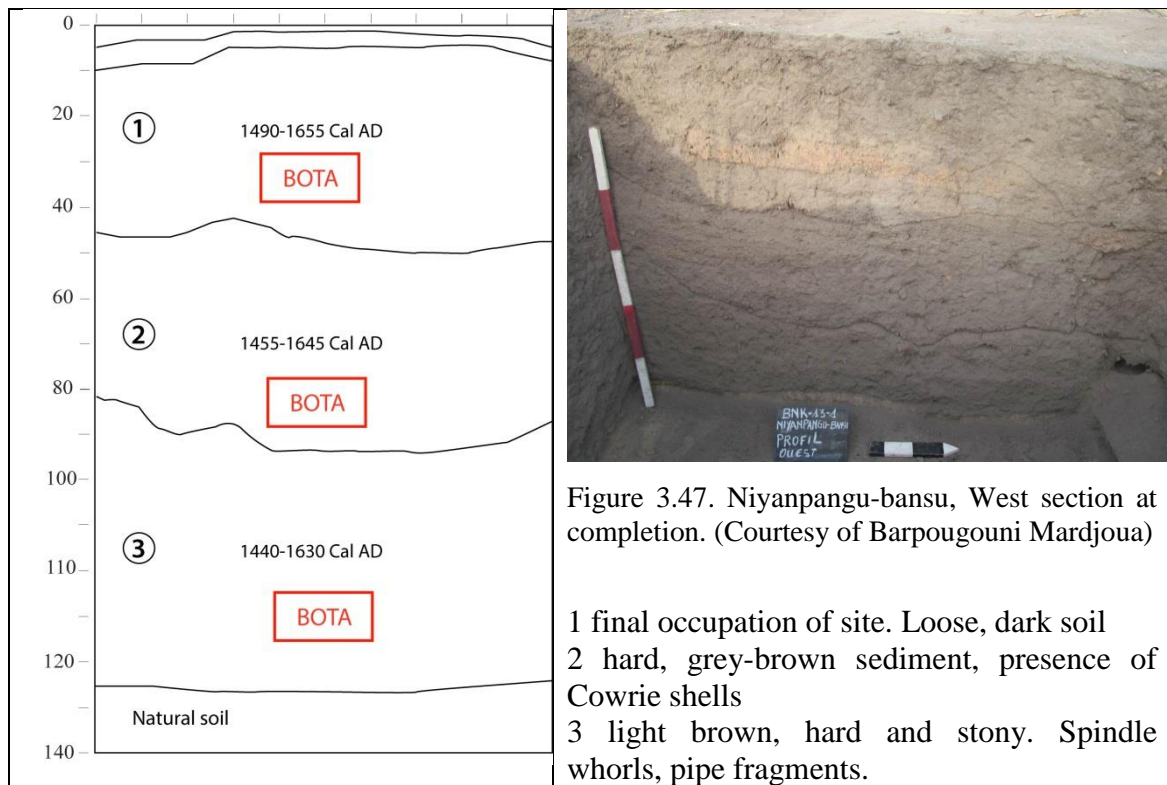 0
20
40
60
80
100
110
120
140
1
1490-1655 Cal AD
BOTA
2
1455-1645 Cal AD
BOTA
3
1440-1630 Cal AD
BOTA
Natural soil
BNK-13-1
NIYANPANGU-BNSU
PROFIL
OUEST
Figure 3.47. Niyanpangu-bansu, West section at
completion. (Courtesy of Barpougouni Mardjoua)
1 final occupation of site. Loose, dark soil
2 hard, grey-brown sediment, presence of
Cowrie shells
3 light brown, hard and stony. Spindle
whorls, pipe fragments.